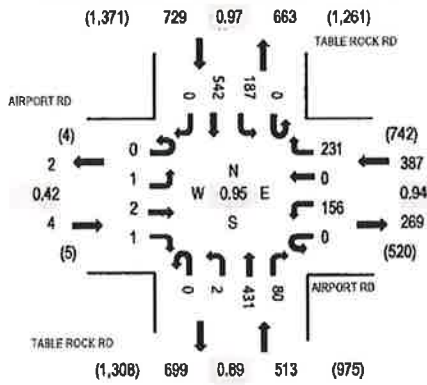 (1,371) 729 0.97 663 (1,261)
TABLE ROCK RD
AIRPORT RD
0 542 187 0
(4) 0 231 (742)
2 387
1 N 0
0.42 W 0.95 E 0.94
2 S 156
4 269
1 0
(5) (520)
0 2 431 80
AIRPORT RD
TABLE ROCK RD
(1,308) 699 0.89 513 (975)